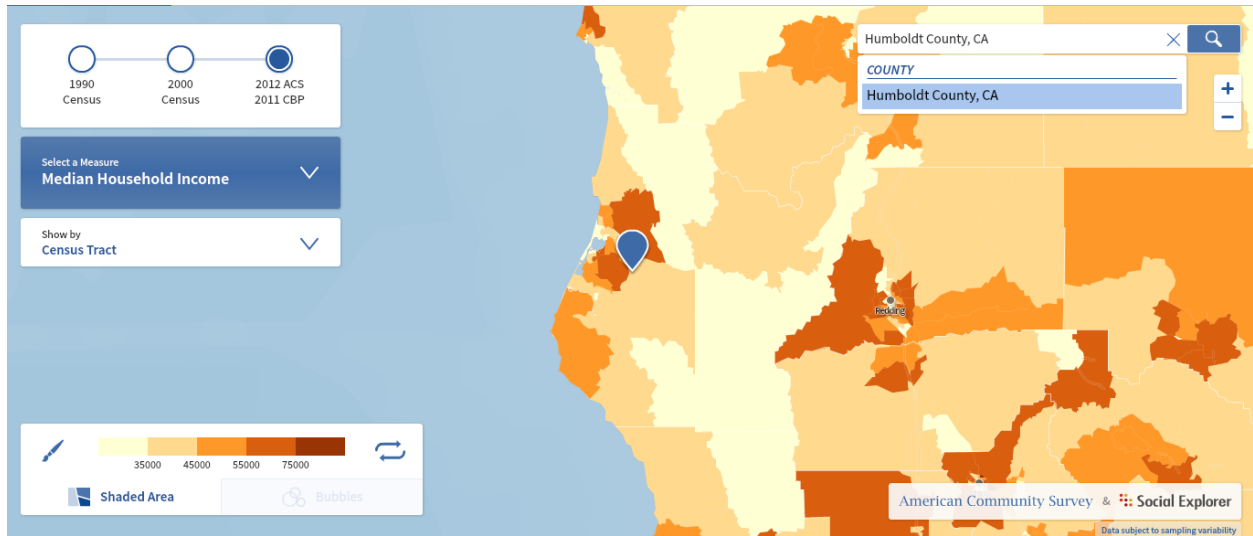 1990
Census
2000
Census
2012 ACS
2011 CBP
Select a Measure
Median Household Income
Show by
Census Tract
Humboldt County, CA
COUNTY
Humboldt County, CA
+
−
Redding
35000 45000 55000 75000
Shaded Area
Bubbles
American Community Survey & Social Explorer
Data subject to sampling variability